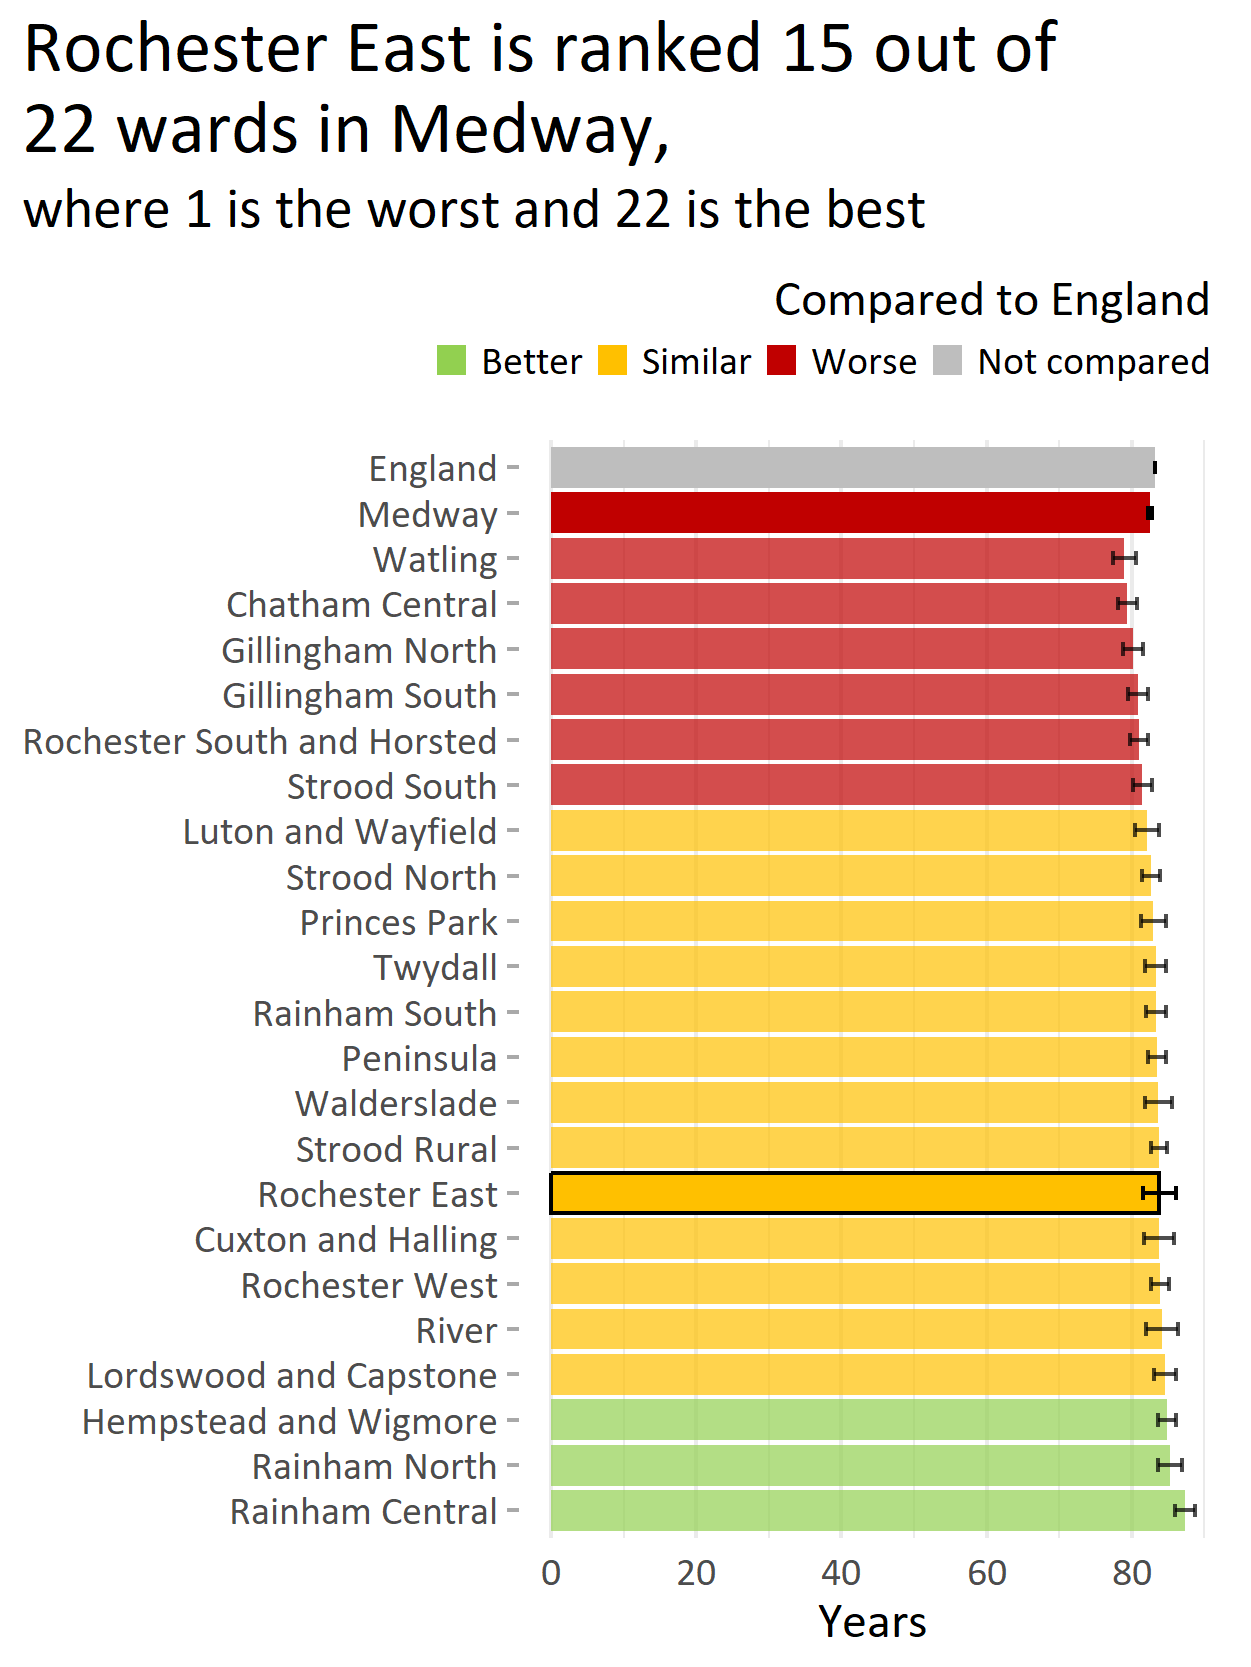 Rochester East is ranked 15 out of
22 wards in Medway,
where 1 is the worst and 22 is the best
Compared to England
Better Similar Worse Not compared
England
Medway
Watling
Chatham Central
Gillingham North
Gillingham South
Rochester South and Horsted
Strood South
Luton and Wayfield
Strood North
Princes Park
Twydall
Rainham South
Peninsula
Walderslade
Strood Rural
Rochester East
Cuxton and Halling
Rochester West
River
Lordswood and Capstone
Hempstead and Wigmore
Rainham North
Rainham Central
0 20 40 60 80
Years